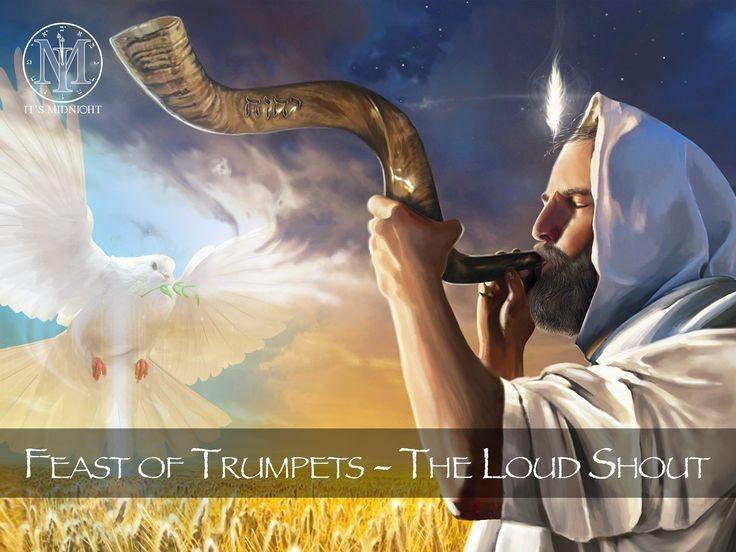 IT'S MIDNIGHT
יהוה
FEAST OF TRUMPETS ~ THE LOUD SHOUT